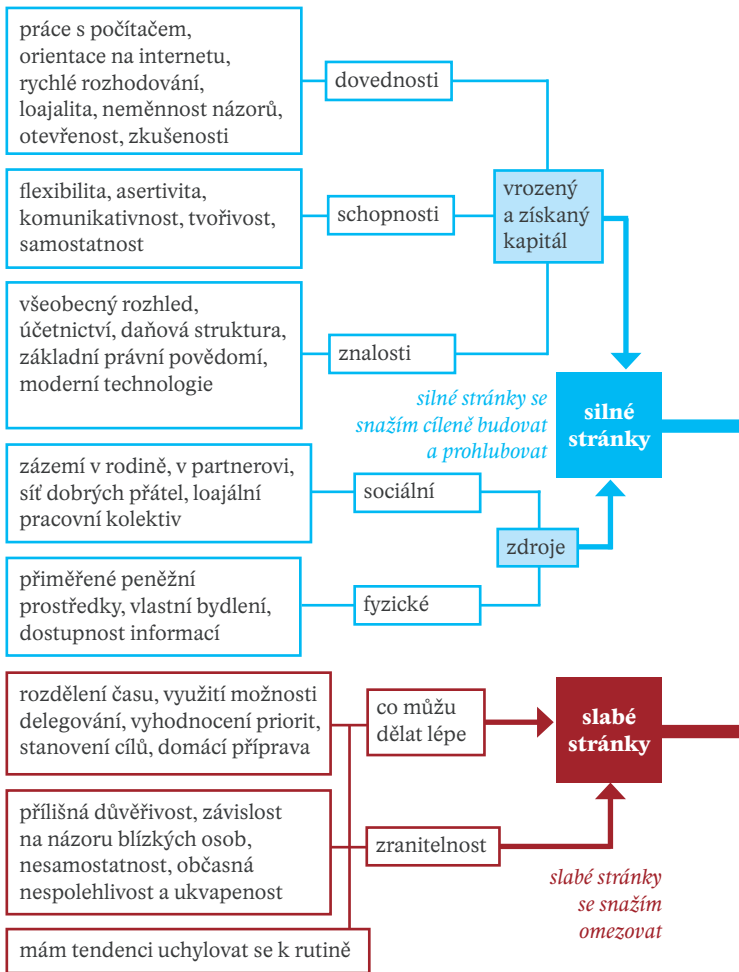 práce s počítačem,
orientace na internetu,
rychlé rozhodování,
loajalita, neměnnost názorů,
otevřenost, zkušenosti
dovednosti
flexibilita, asertivita,
komunikativnost, tvořivost,
samostatnost
schopnosti
vrozený
a získaný
kapitál
všeobecný rozhled,
účetnictví, daňová struktura,
základní právní povědomí,
moderní technologie
znalosti
silné stránky se
snažím cíleně budovat
a prohlubovat
silné
stránky
zázemí v rodině, v partnerovi,
síť dobrých přátel, loajální
pracovní kolektiv
sociální
zdroje
přiměřené peněžní
prostředky, vlastní bydlení,
dostupnost informací
fyzické
rozdělení času, využití možnosti
delegování, vyhodnocení priorit,
stanovení cílů, domácí příprava
co můžu
dělat lépe
slabé
stránky
přílišná důvěřivost, závislost
na názoru blízkých osob,
nesamostatnost, občasná
nespolehlivost a ukvapenost
zranitelnost
slabé stránky
se snažím
omezovat
mám tendenci uchylovat se k rutině